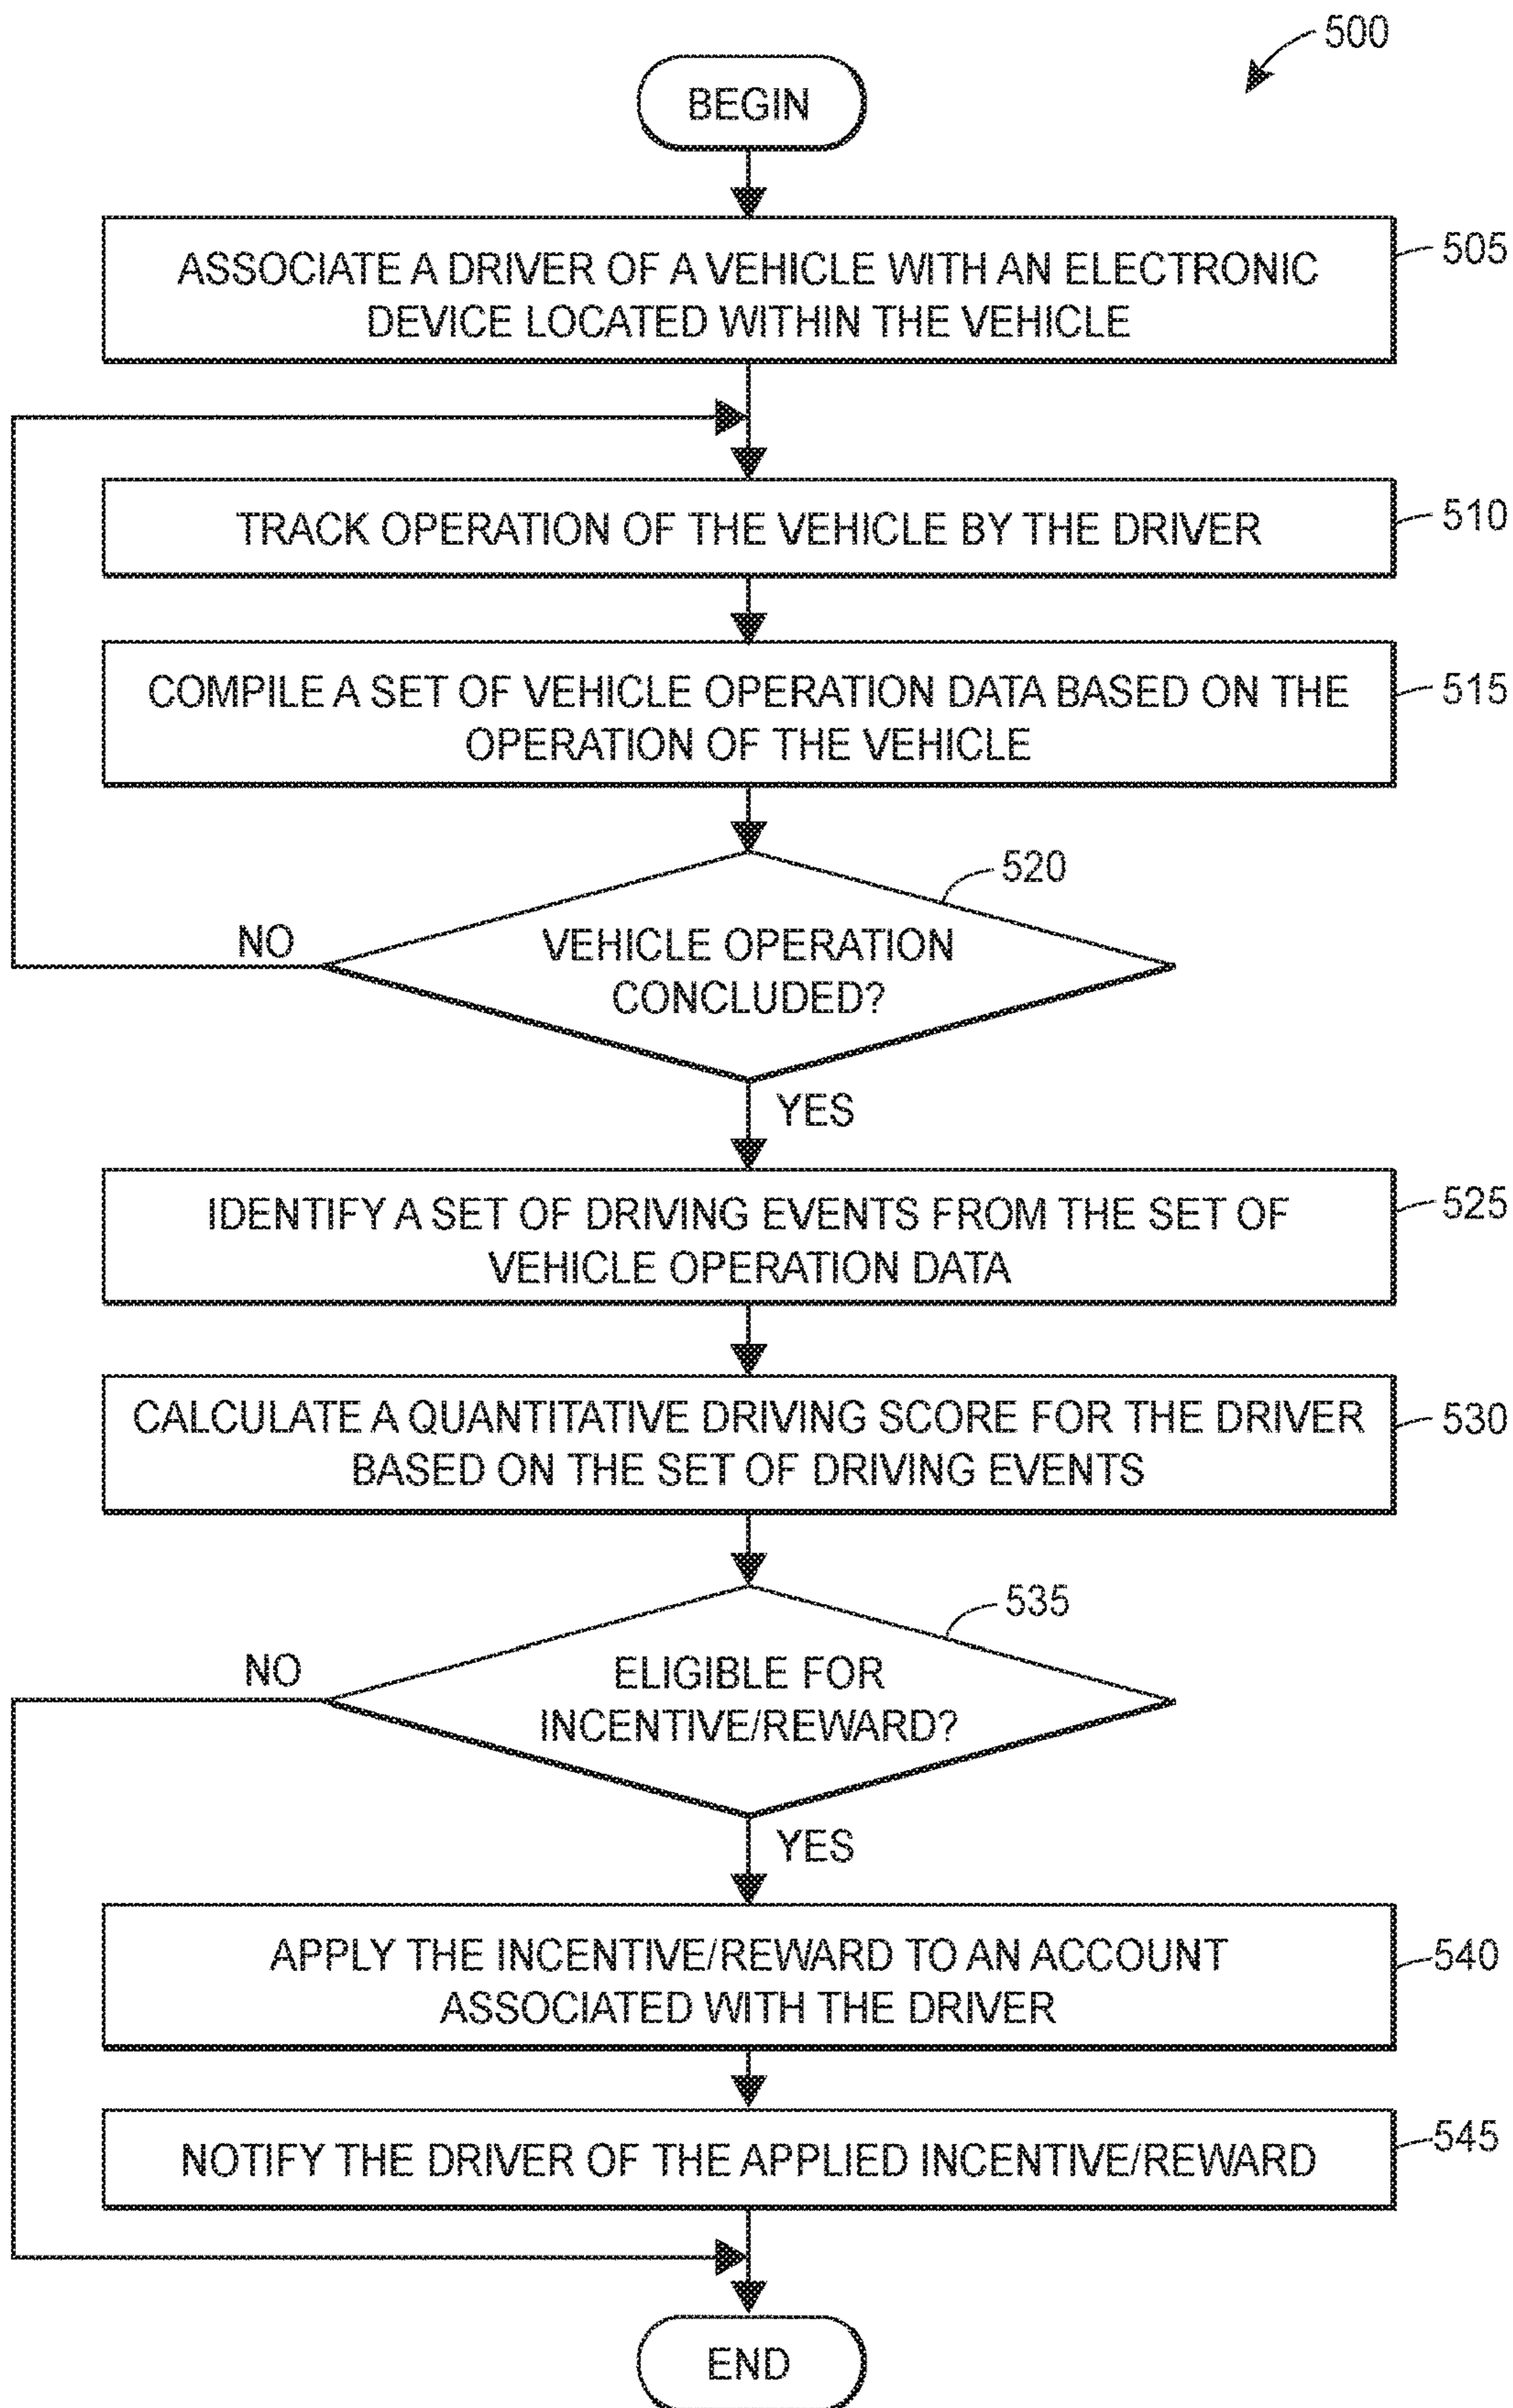 500
BEGIN
ASSOCIATE A DRIVER OF A VEHICLE WITH AN ELECTRONIC
DEVICE LOCATED WITHIN THE VEHICLE
505
TRACK OPERATION OF THE VEHICLE BY THE DRIVER
510
COMPILE A SET OF VEHICLE OPERATION DATA BASED ON THE
OPERATION OF THE VEHICLE
515
520
NO
VEHICLE OPERATION
CONCLUDED?
YES
IDENTIFY A SET OF DRIVING EVENTS FROM THE SET OF
VEHICLE OPERATION DATA
525
CALCULATE A QUANTITATIVE DRIVING SCORE FOR THE DRIVER
BASED ON THE SET OF DRIVING EVENTS
530
535
NO
ELIGIBLE FOR
INCENTIVE/REWARD?
YES
APPLY THE INCENTIVE/REWARD TO AN ACCOUNT
ASSOCIATED WITH THE DRIVER
540
NOTIFY THE DRIVER OF THE APPLIED INCENTIVE/REWARD
545
END